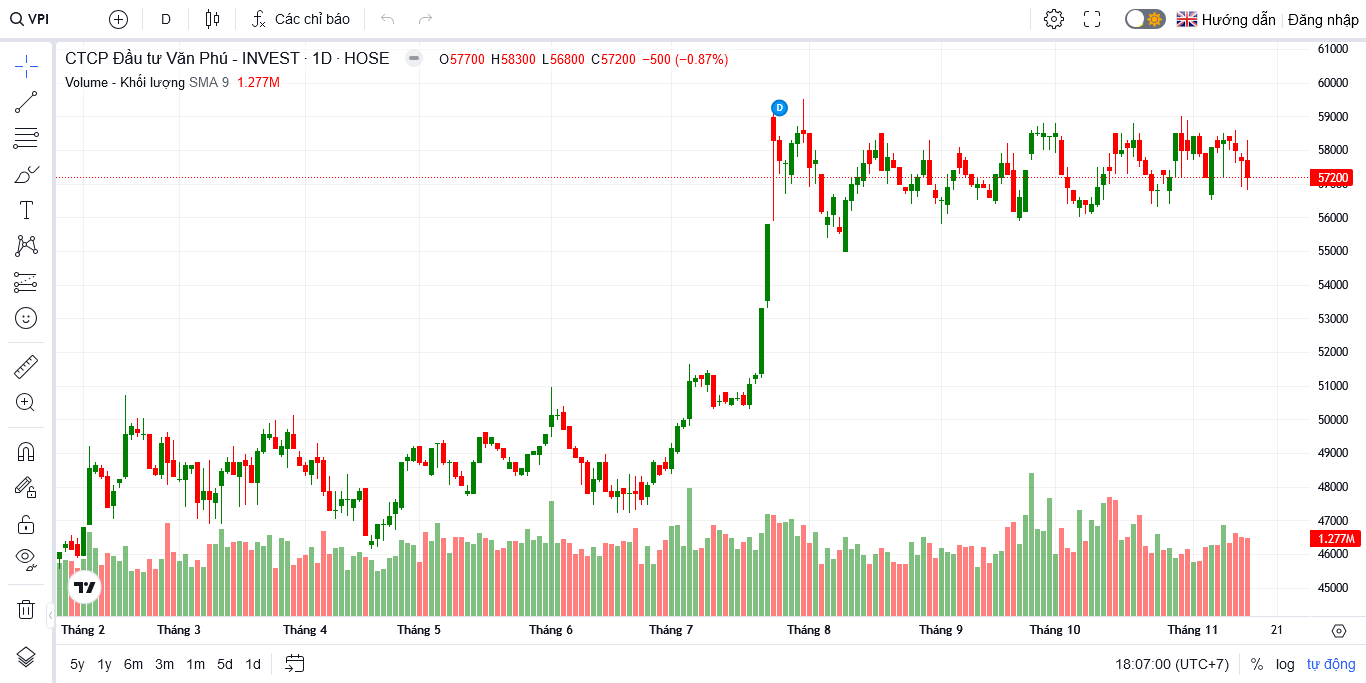 VPI D Các chỉ báo Hướng dẫn Đăng nhập
CTCP Đầu tư Văn Phú - INVEST · 1D · HOSE O57700 H58300 L56800 C57200 −500 (−0.87%)
Volume - Khối lượng SMA 9 1.277M
D
61000
60000
59000
58000
57200
57000
56000
55000
54000
53000
52000
51000
50000
49000
48000
47000
1.277M
46000
45000
Tháng 2 Tháng 3 Tháng 4 Tháng 5 Tháng 6 Tháng 7 Tháng 8 Tháng 9 Tháng 10 Tháng 11 21
5y 1y 6m 3m 1m 5d 1d 18:07:00 (UTC+7) % log tự động